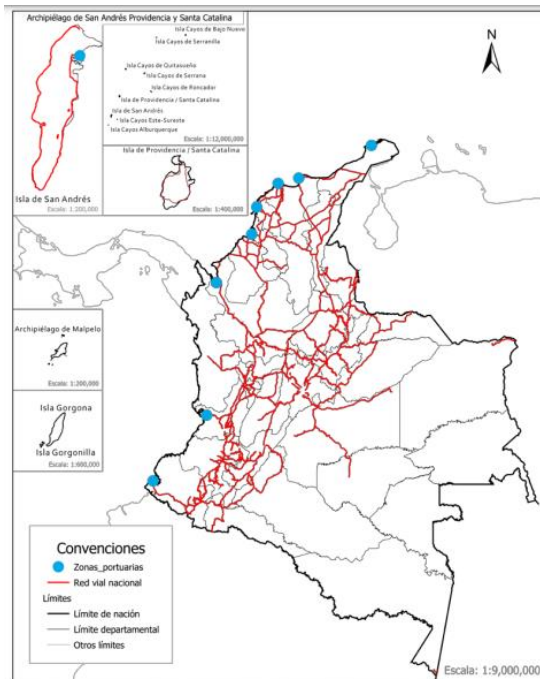 Archipiélago de San Andrés Providencia y Santa Catalina
Isla Cayos de Bajo Nuevo
Isla Cayos de Serranilla
Isla Cayos de Quitasueño
Isla Cayos de Serrana
Isla Cayos de Roncador
Isla de Providencia / Santa Catalina
Isla de San Andrés
Isla Cayos Este-Sureste
Isla Cayos Alburquerque
Escala: 1:12,000,000
Isla de San Andrés
Escala: 1:200,000
Isla de Providencia / Santa Catalina
Escala: 1:400,000
N
Archipiélago de Malpelo
Escala: 1:200,000
Isla Gorgona
Isla Gorgonilla
Escala: 1:600,000
Convenciones
Zonas_portuarias
Red vial nacional
Límites
Límite de nación
Límite departamental
Otros límites
Escala: 1:9,000,000